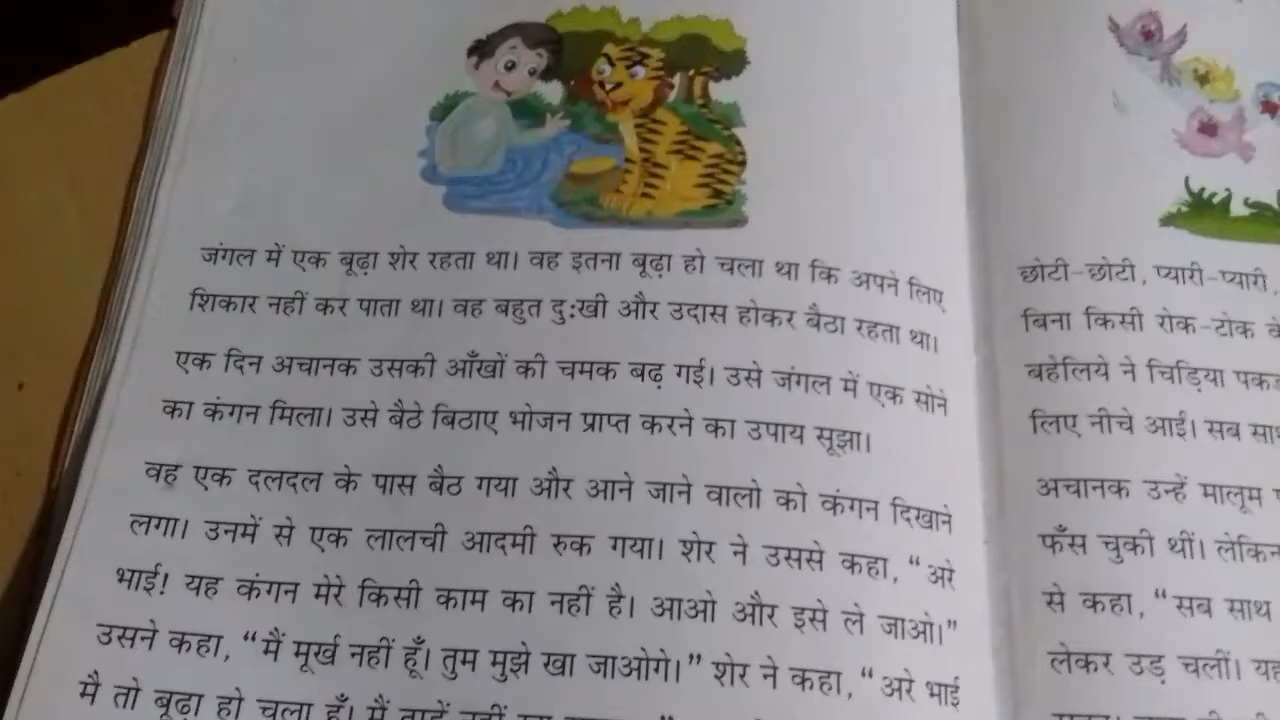 जंगल में एक बूढ़ा शेर रहता था। वह इतना बूढ़ा हो चला था कि अपने लिए
शिकार नहीं कर पाता था। वह बहुत दुःखी और उदास होकर बैठा रहता था।
एक दिन अचानक उसकी आँखों की चमक बढ़ गई। उसे जंगल में एक सोने
का कंगन मिला। उसे बैठे बिठाए भोजन प्राप्त करने का उपाय सूझा।
वह एक दलदल के पास बैठ गया और आने जाने वालो को कंगन दिखाने
लगा। उनमें से एक लालची आदमी रुक गया। शेर ने उससे कहा, “अरे
भाई! यह कंगन मेरे किसी काम का नहीं है। आओ और इसे ले जाओ।”
उसने कहा, “मैं मूर्ख नहीं हूँ। तुम मुझे खा जाओगे।” शेर ने कहा, “अरे भाई
मै तो बूढ़ा हो चला हूँ। मैं
छोटी-छोटी, प्यारी-प्यारी,
बिना किसी रोक-टोक
बहेलिये ने चिड़िया
लिए नीचे आईं। सब
अचानक उन्हें मालूम
फँस चुकी थीं।
से कहा, “सब साथ
लेकर उड़ चलीं।